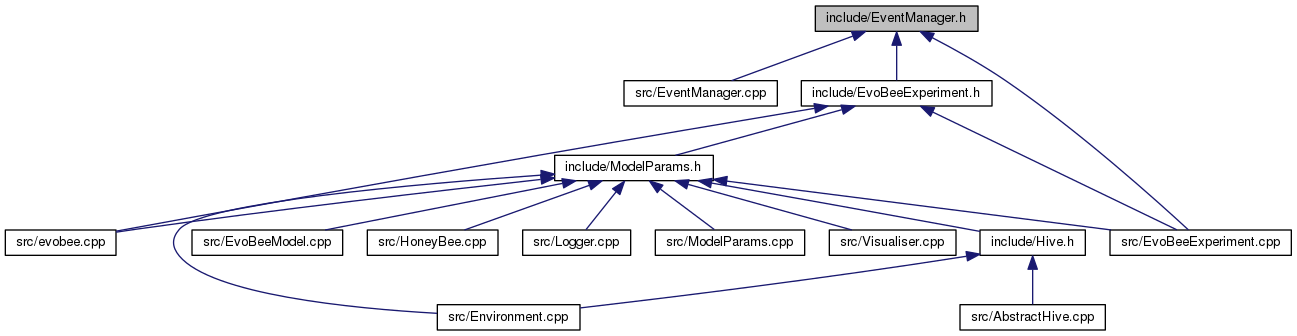 include/EventManager.h
src/EventManager.cpp
include/EvoBeeExperiment.h
include/ModelParams.h
src/evobee.cpp
src/EvoBeeModel.cpp
src/HoneyBee.cpp
src/Logger.cpp
src/ModelParams.cpp
src/Visualiser.cpp
include/Hive.h
src/EvoBeeExperiment.cpp
src/Environment.cpp
src/AbstractHive.cpp